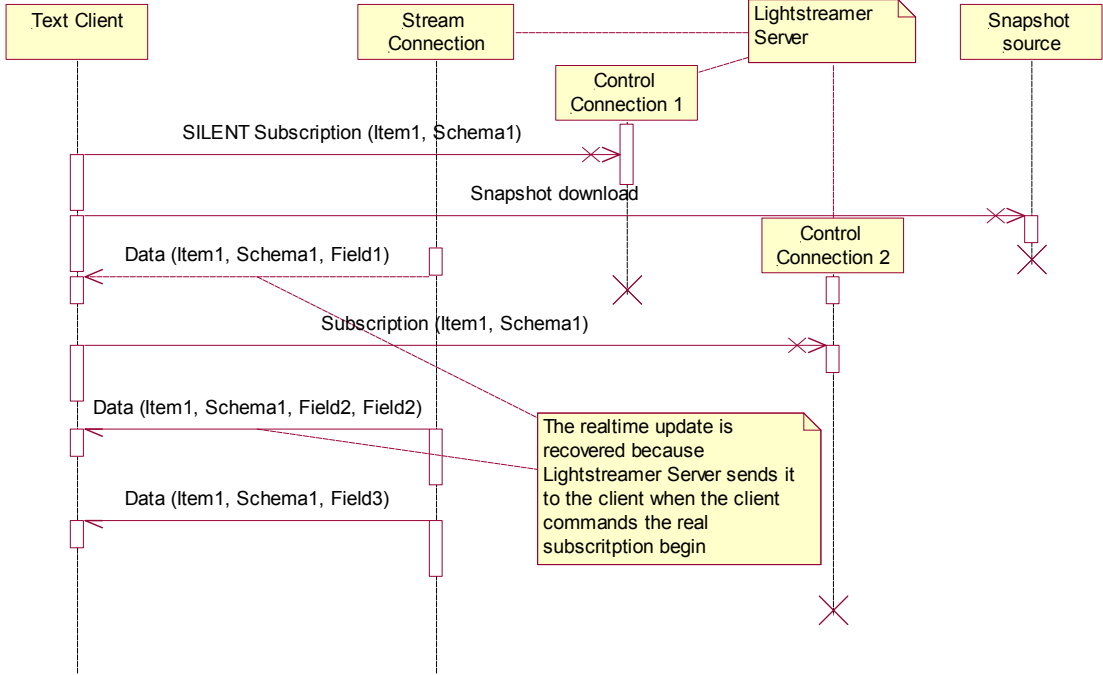 Text Client
Stream
Connection
Lightstreamer
Server
Snapshot
source
Control
Connection 1
SILENT Subscription (Item1, Schema1)
Snapshot download
Control
Connection 2
Data (Item1, Schema1, Field1)
Subscription (Item1, Schema1)
Data (Item1, Schema1, Field2, Field2)
The realtime update is
recovered because
Lightstreamer Server sends it
to the client when the client
commands the real
subscritption begin
Data (Item1, Schema1, Field3)